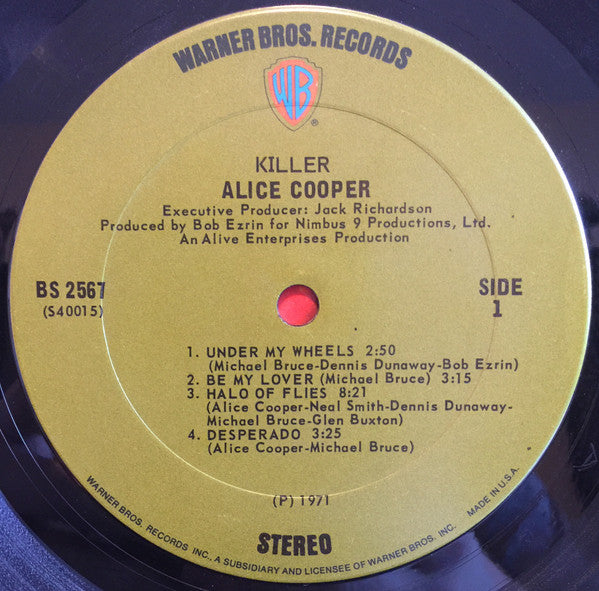 WARNER BROS. RECORDS
WB
®
KILLER
ALICE COOPER
Executive Producer: Jack Richardson
Produced by Bob Ezrin for Nimbus 9 Productions, Ltd.
An Alive Enterprises Production
BS 2567
(S40015)
SIDE
1
1. UNDER MY WHEELS 2:50
(Michael Bruce-Dennis Dunaway-Bob Ezrin)
2. BE MY LOVER (Michael Bruce) 3:15
3. HALO OF FLIES 8:21
(Alice Cooper-Neal Smith-Dennis Dunaway-
Michael Bruce-Glen Buxton)
4. DESPERADO 3:25
(Alice Cooper-Michael Bruce)
(P) 1971
STEREO
WARNER BROS. RECORDS INC., A SUBSIDIARY AND LICENSEE OF WARNER BROS. INC. MADE IN U.S.A.